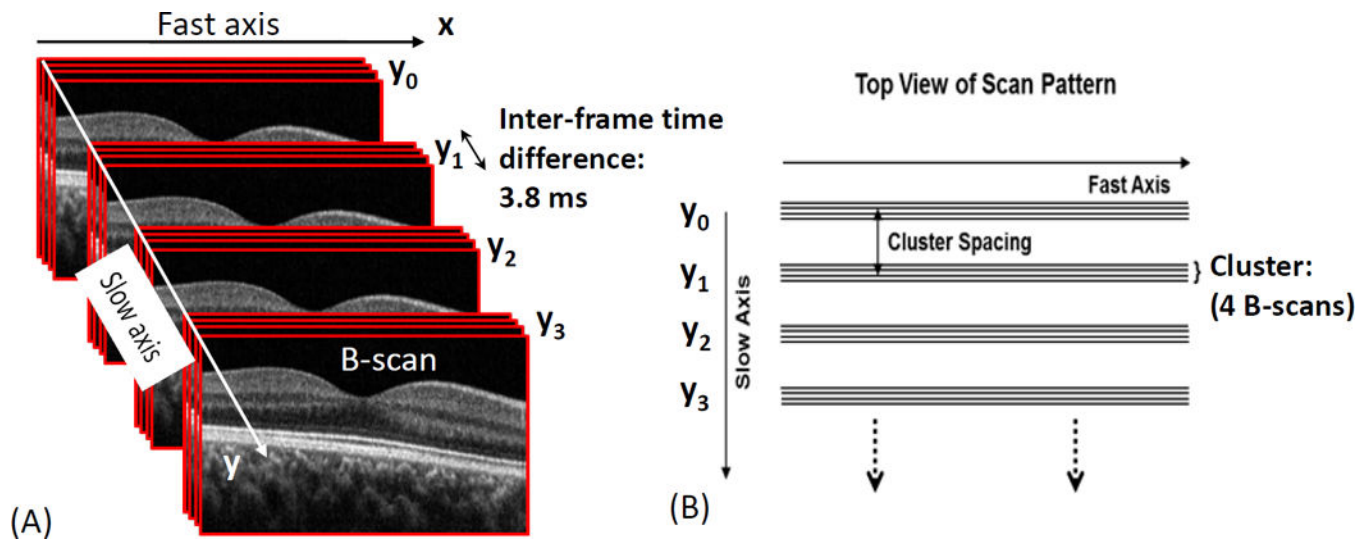 Fast axis
x
y0
Inter-frame time
difference:
3.8 ms
y1
y2
y3
Slow axis
B-scan
y
(A)
Top View of Scan Pattern
Fast Axis
y0
Cluster Spacing
y1
Cluster:
(4 B-scans)
Slow Axis
y2
y3
(B)